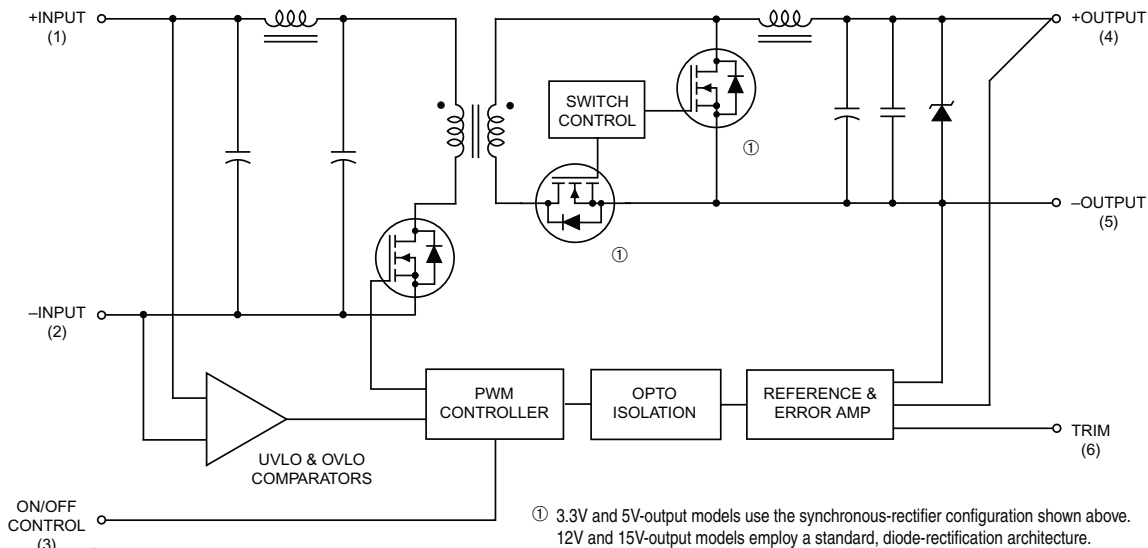 +INPUT
(1)
+OUTPUT
(4)
SWITCH
CONTROL
①
①
–OUTPUT
(5)
–INPUT
(2)
PWM
CONTROLLER
OPTO
ISOLATION
REFERENCE &
ERROR AMP
UVLO & OVLO
COMPARATORS
TRIM
(6)
ON/OFF
CONTROL
(3)
① 3.3V and 5V-output models use the synchronous-rectifier configuration shown above.
12V and 15V-output models employ a standard, diode-rectification architecture.